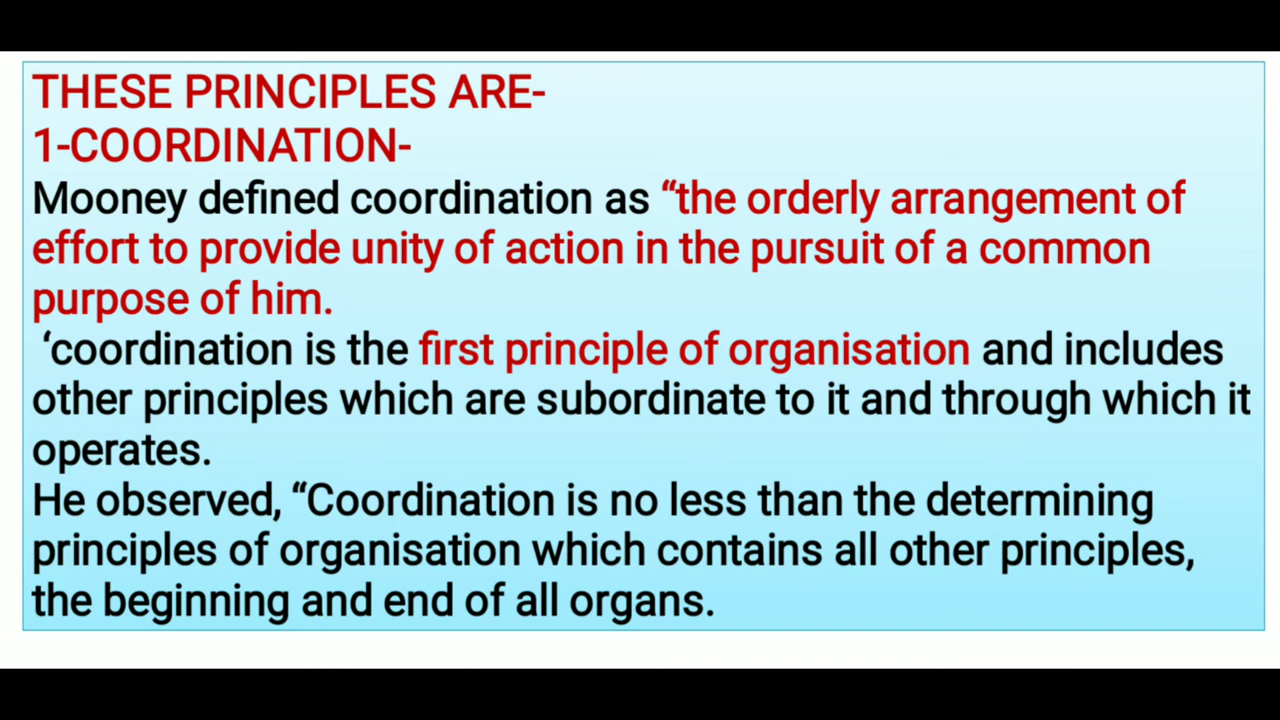 THESE PRINCIPLES ARE-
1-COORDINATION-
Mooney defined coordination as “the orderly arrangement of
effort to provide unity of action in the pursuit of a common
purpose of him.
‘coordination is the first principle of organisation and includes
other principles which are subordinate to it and through which it
operates.
He observed, “Coordination is no less than the determining
principles of organisation which contains all other principles,
the beginning and end of all organs.